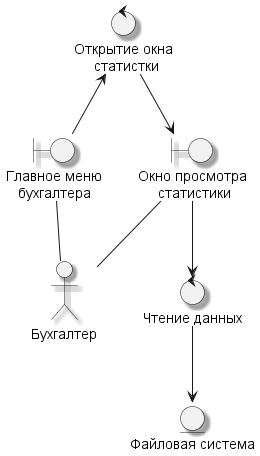 Открытие окна
статистки
Главное меню
бухгалтера
Окно просмотра
статистики
Бухгалтер
Чтение данных
Файловая система